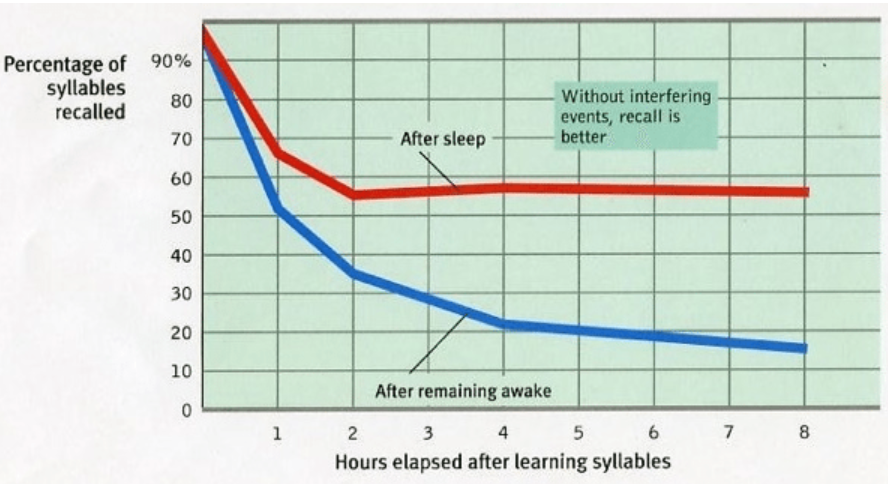 Percentage of
syllables
recalled
90%
80
70
60
50
40
30
20
10
0
Without interfering
events, recall is
better
After sleep
After remaining awake
1 2 3 4 5 6 7 8
Hours elapsed after learning syllables